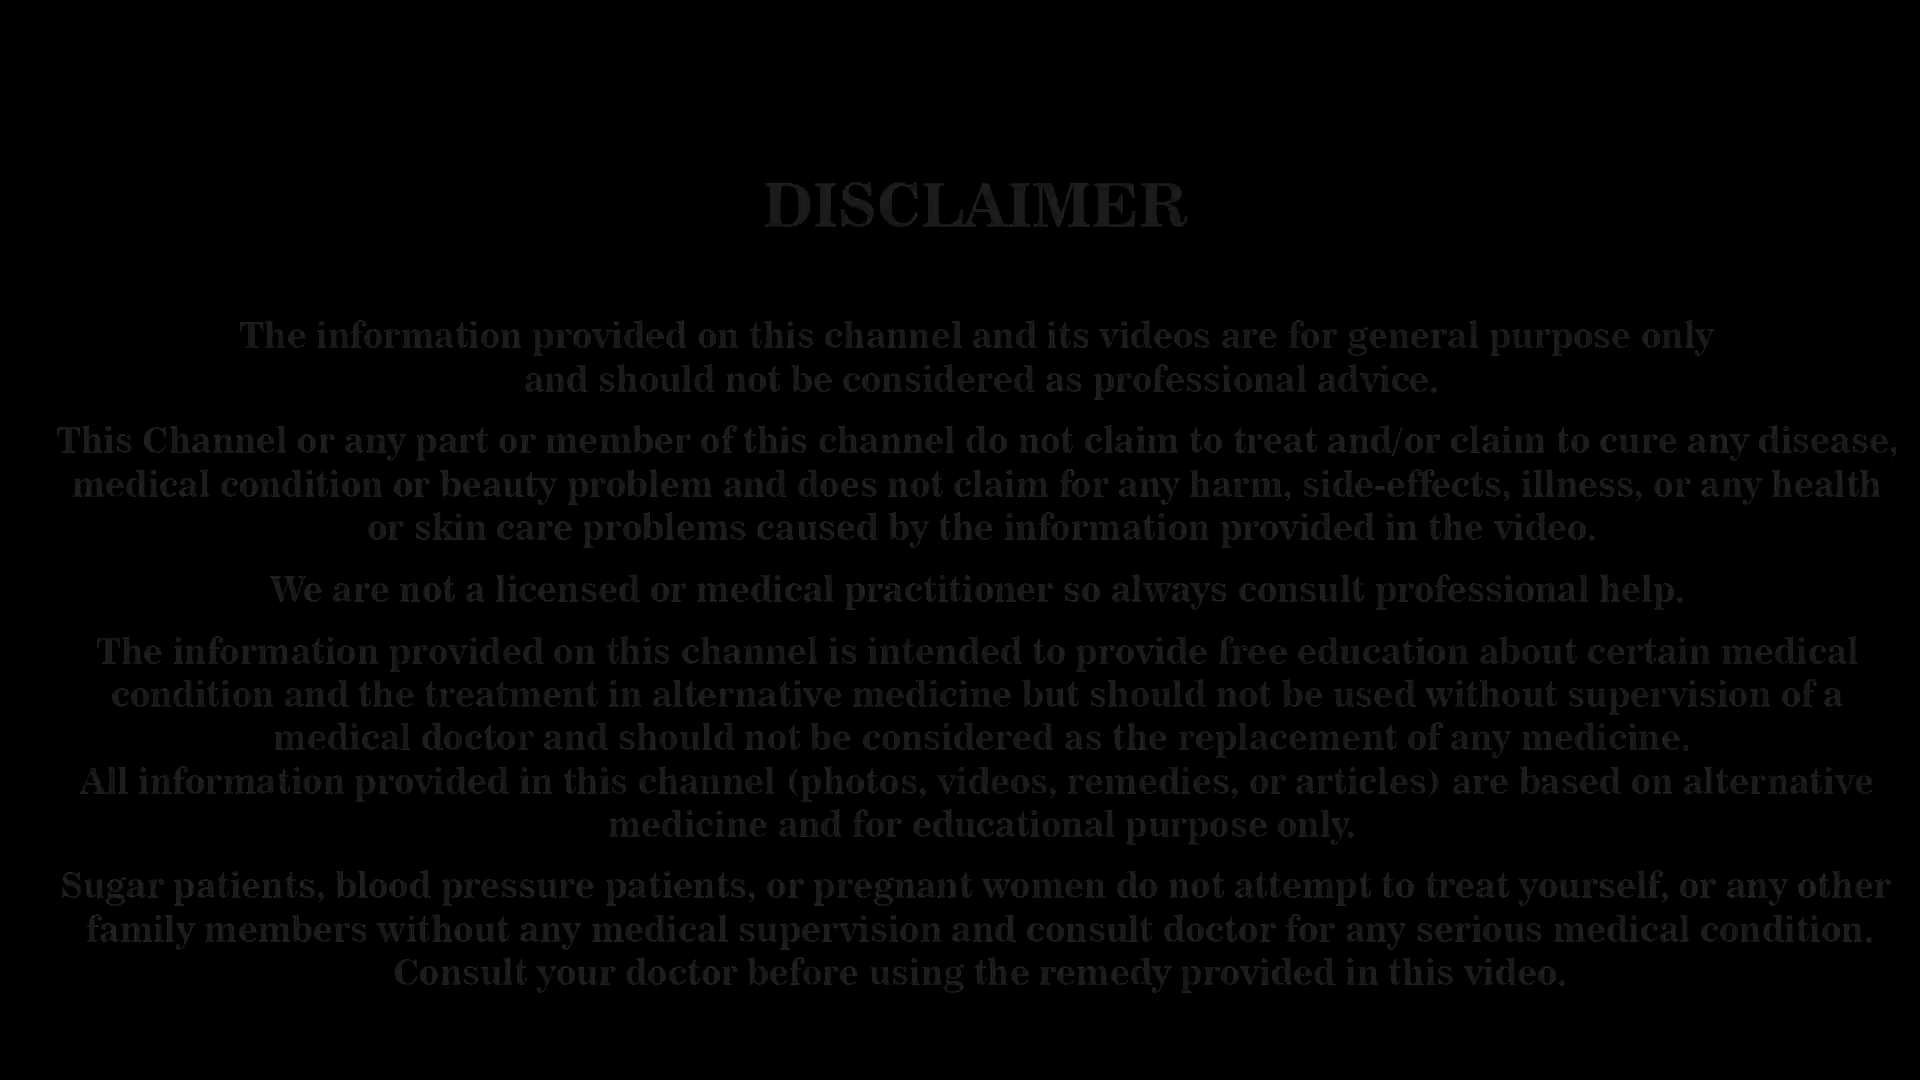 DISCLAIMER
The information provided on this channel and its videos are for general purpose only
and should not be considered as professional advice.
This Channel or any part or member of this channel do not claim to treat and/or claim to cure any disease,
medical condition or beauty problem and does not claim for any harm, side-effects, illness, or any health
or skin care problems caused by the information provided in the video.
We are not a licensed or medical practitioner so always consult professional help.
The information provided on this channel is intended to provide free education about certain medical
condition and the treatment in alternative medicine but should not be used without supervision of a
medical doctor and should not be considered as the replacement of any medicine.
All information provided in this channel (photos, videos, remedies, or articles) are based on alternative
medicine and for educational purpose only.
Sugar patients, blood pressure patients, or pregnant women do not attempt to treat yourself, or any other
family members without any medical supervision and consult doctor for any serious medical condition.
Consult your doctor before using the remedy provided in this video.